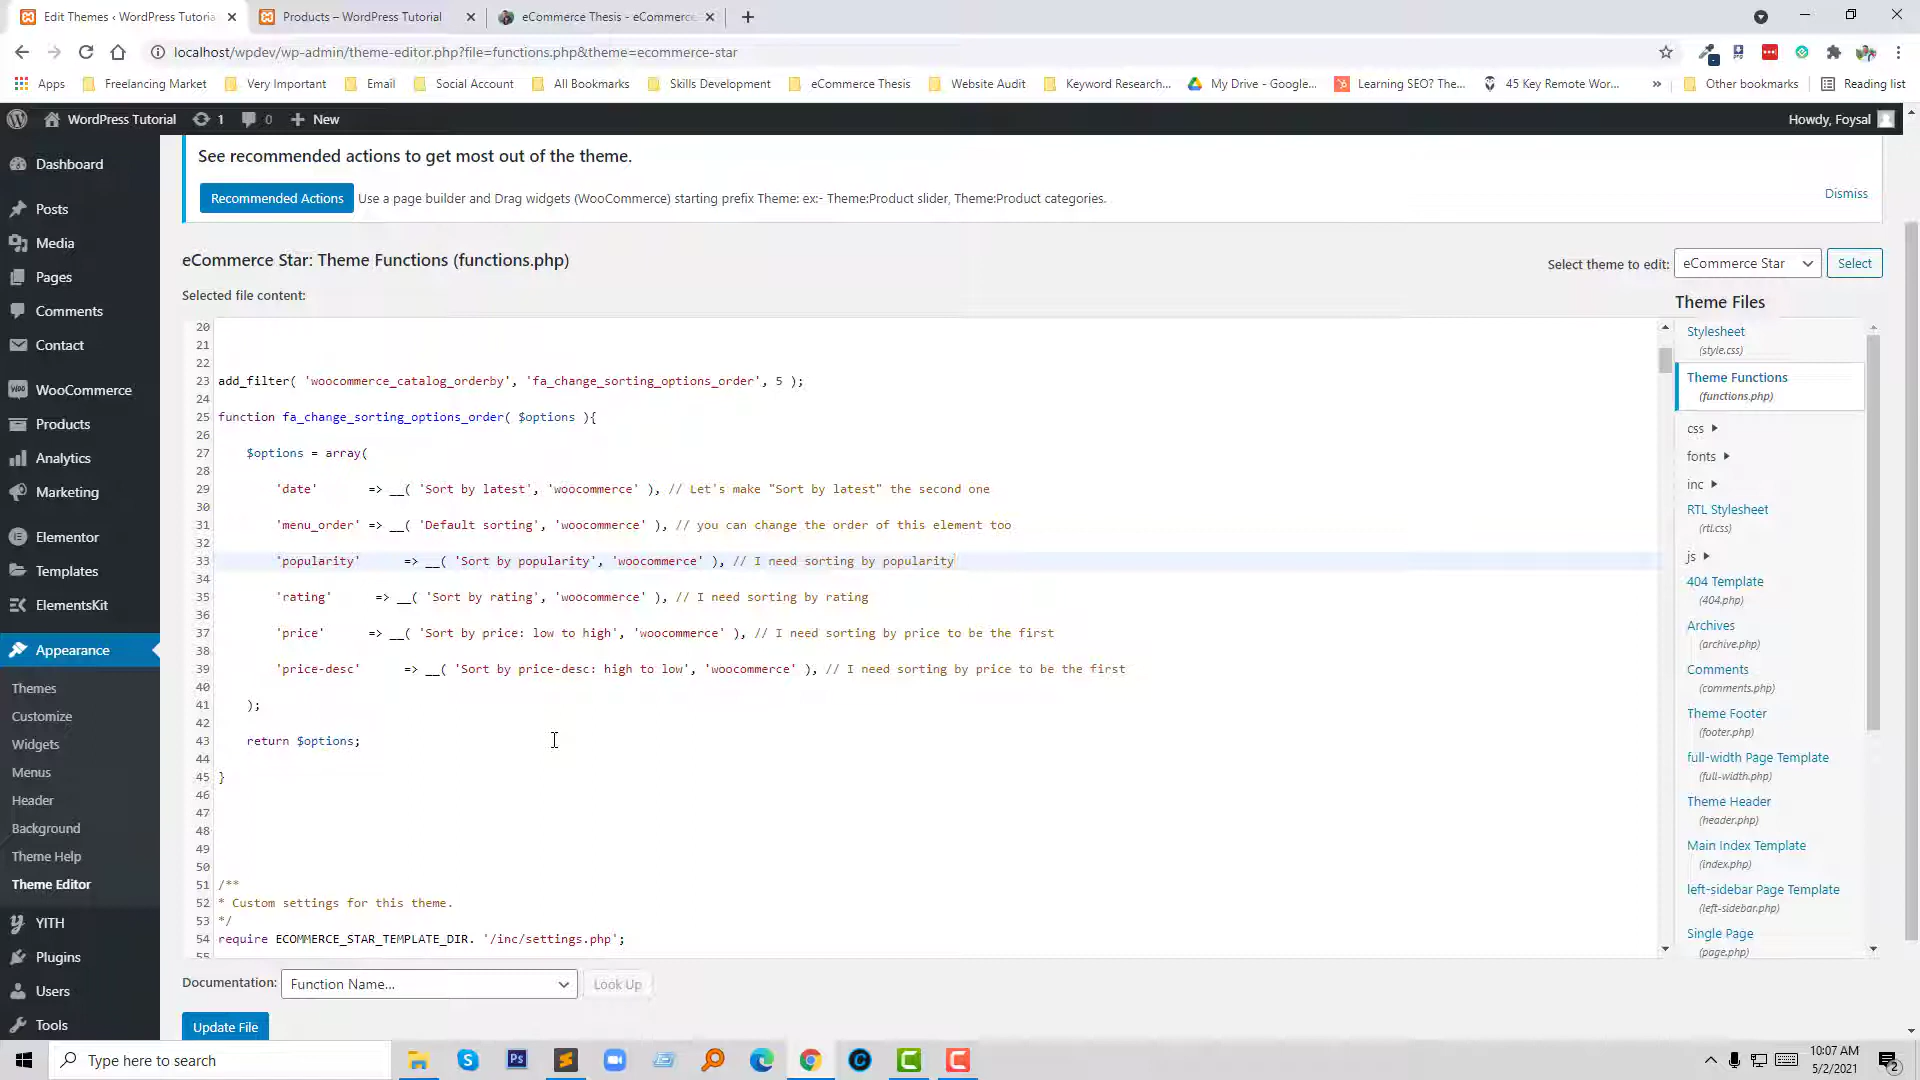 Edit Themes ‹ WordPress Tutoria
Products – WordPress Tutorial
eCommerce Thesis - eCommerce
localhost/wpdev/wp-admin/theme-editor.php?file=functions.php&theme=ecommerce-star
Apps
Freelancing Market
Very Important
Email
Social Account
All Bookmarks
Skills Development
eCommerce Thesis
Website Audit
Keyword Research...
My Drive - Google...
Learning SEO? The...
45 Key Remote Wor...
»
Other bookmarks
Reading list
WordPress Tutorial
1
0
New
Howdy, Foysal
Dashboard
Posts
Media
Pages
Comments
Contact
WooCommerce
Products
Analytics
Marketing
Elementor
Templates
ElementsKit
Appearance
Themes
Customize
Widgets
Menus
Header
Background
Theme Help
Theme Editor
YITH
Plugins
Users
Tools
See recommended actions to get most out of the theme.
Recommended Actions
Use a page builder and Drag widgets (WooCommerce) starting prefix Theme: ex:- Theme:Product slider, Theme:Product categories.
Dismiss
eCommerce Star: Theme Functions (functions.php)
Select theme to edit:
eCommerce Star
Select
Selected file content:
20
21
22
23 add_filter( 'woocommerce_catalog_orderby', 'fa_change_sorting_options_order', 5 );
24
25 function fa_change_sorting_options_order( $options ){
26
27 $options = array(
28
29 'date' => __( 'Sort by latest', 'woocommerce' ), // Let's make "Sort by latest" the second one
30
31 'menu_order' => __( 'Default sorting', 'woocommerce' ), // you can change the order of this element too
32
33 'popularity' => __( 'Sort by popularity', 'woocommerce' ), // I need sorting by popularity
34
35 'rating' => __( 'Sort by rating', 'woocommerce' ), // I need sorting by rating
36
37 'price' => __( 'Sort by price: low to high', 'woocommerce' ), // I need sorting by price to be the first
38
39 'price-desc' => __( 'Sort by price-desc: high to low', 'woocommerce' ), // I need sorting by price to be the first
40
41 );
42
43 return $options;
44
45 }
46
47
48
49
50
51 /**
52 * Custom settings for this theme.
53 */
54 require ECOMMERCE_STAR_TEMPLATE_DIR. '/inc/settings.php';
55
Theme Files
Stylesheet
(style.css)
Theme Functions
(functions.php)
css
fonts
inc
RTL Stylesheet
(rtl.css)
js
404 Template
(404.php)
Archives
(archive.php)
Comments
(comments.php)
Theme Footer
(footer.php)
full-width Page Template
(full-width.php)
Theme Header
(header.php)
Main Index Template
(index.php)
left-sidebar Page Template
(left-sidebar.php)
Single Page
(page.php)
Documentation:
Function Name...
Look Up
Update File
Type here to search
Ps
10:07 AM
5/2/2021
2